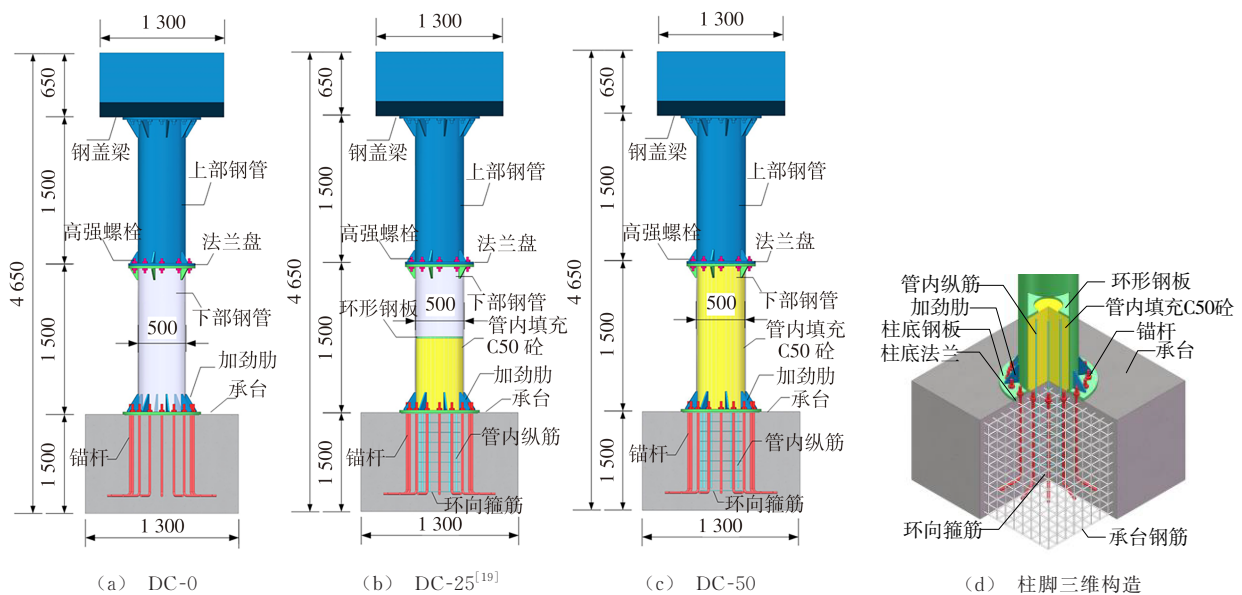 1 300
650
钢盖梁
1 500
上部钢管
高强螺栓
法兰盘
4 650
下部钢管
500
1 500
加劲肋
承台
锚杆
1 500
1 300
(a) DC-0
1 300
650
钢盖梁
1 500
上部钢管
高强螺栓
法兰盘
4 650
下部钢管
环形钢板
500
管内填充
C50 砼
1 500
加劲肋
承台
锚杆
管内纵筋
1 500
环向箍筋
1 300
(b) DC-25[19]
1 300
650
钢盖梁
1 500
上部钢管
高强螺栓
法兰盘
4 650
下部钢管
500
管内填充
C50 砼
1 500
加劲肋
承台
锚杆
管内纵筋
1 500
环向箍筋
1 300
(c) DC-50
管内纵筋
加劲肋
柱底钢板
柱底法兰
环形钢板
管内填充C50砼
锚杆
承台
环向箍筋
承台钢筋
(d) 柱脚三维构造